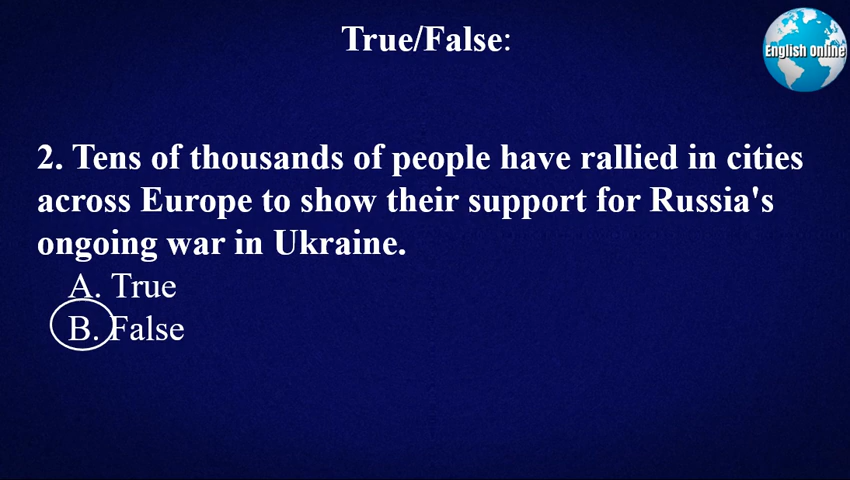 True/False:
English Online
2. Tens of thousands of people have rallied in cities
across Europe to show their support for Russia's
ongoing war in Ukraine.
A. True
B. False